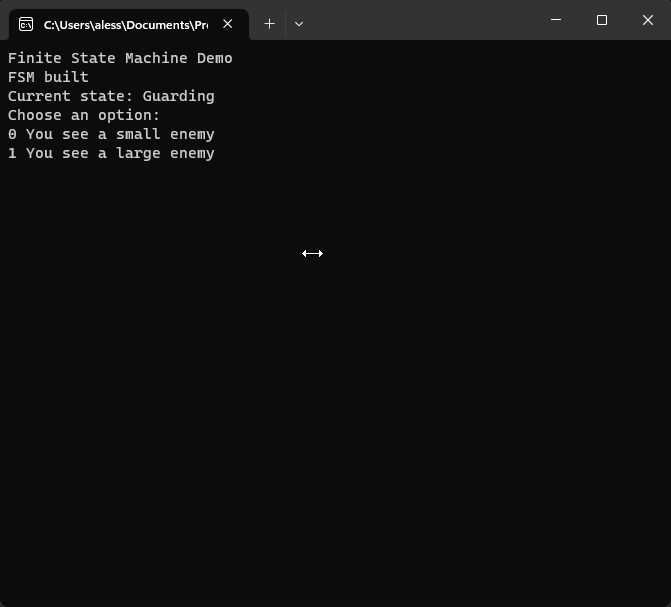 C:\Users\aless\Documents\Pr
Finite State Machine Demo
FSM built
Current state: Guarding
Choose an option:
0 You see a small enemy
1 You see a large enemy